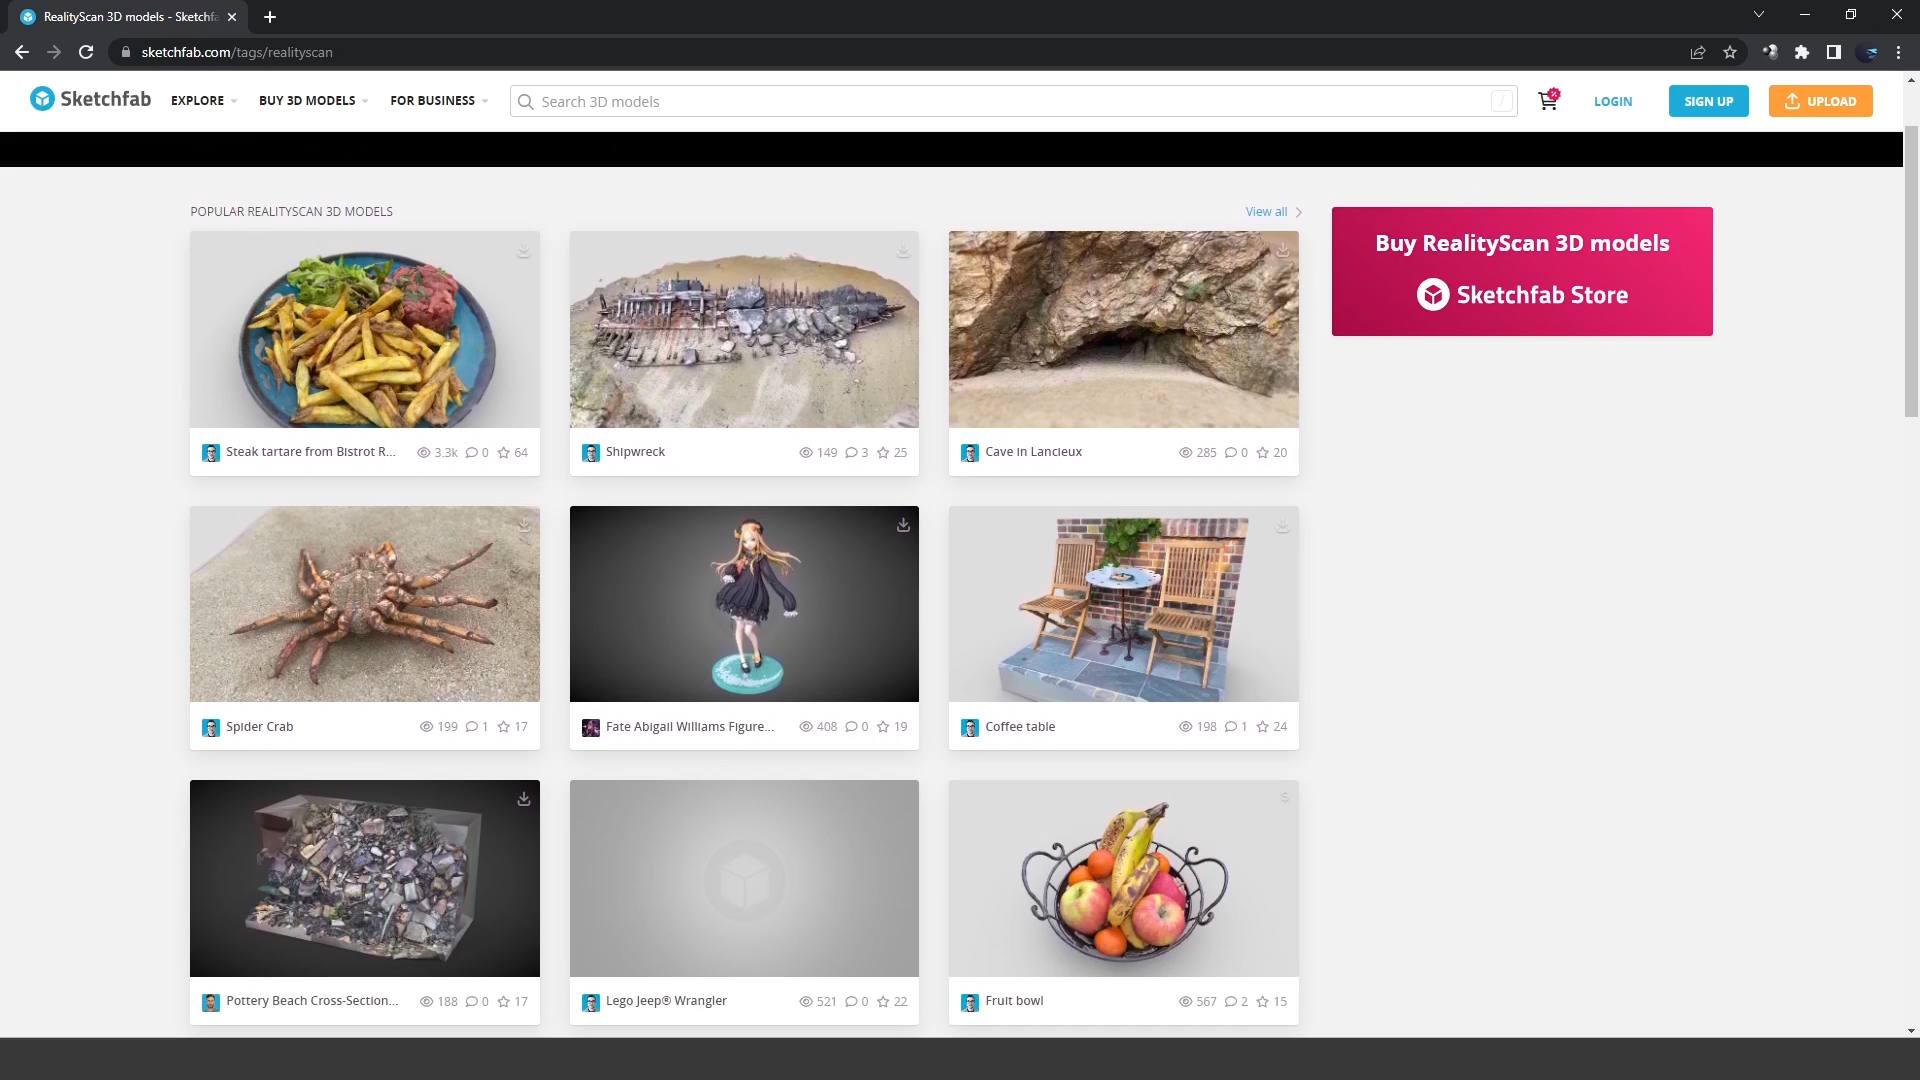 RealityScan 3D models - Sketchfa
sketchfab.com/tags/realityscan
Sketchfab EXPLORE BUY 3D MODELS FOR BUSINESS Search 3D models / LOGIN SIGN UP UPLOAD
POPULAR REALITYSCAN 3D MODELS View all
Buy RealityScan 3D models
Sketchfab Store
Steak tartare from Bistrot R... 3.3k 0 64
Shipwreck 149 3 25
Cave in Lancieux 285 0 20
Spider Crab 199 1 17
Fate Abigail Williams Figure... 408 0 19
Coffee table 198 1 24
$
Pottery Beach Cross-Section... 188 0 17
Lego Jeep® Wrangler 521 0 22
Fruit bowl 567 2 15